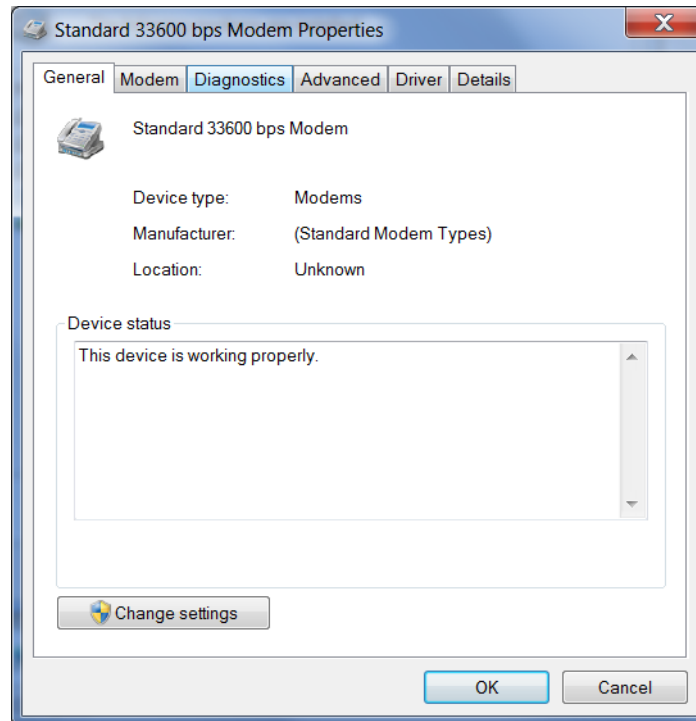 Standard 33600 bps Modem Properties
X
General Modem Diagnostics Advanced Driver Details
Standard 33600 bps Modem
Device type: Modems
Manufacturer: (Standard Modem Types)
Location: Unknown
Device status
This device is working properly.
Change settings
OK Cancel